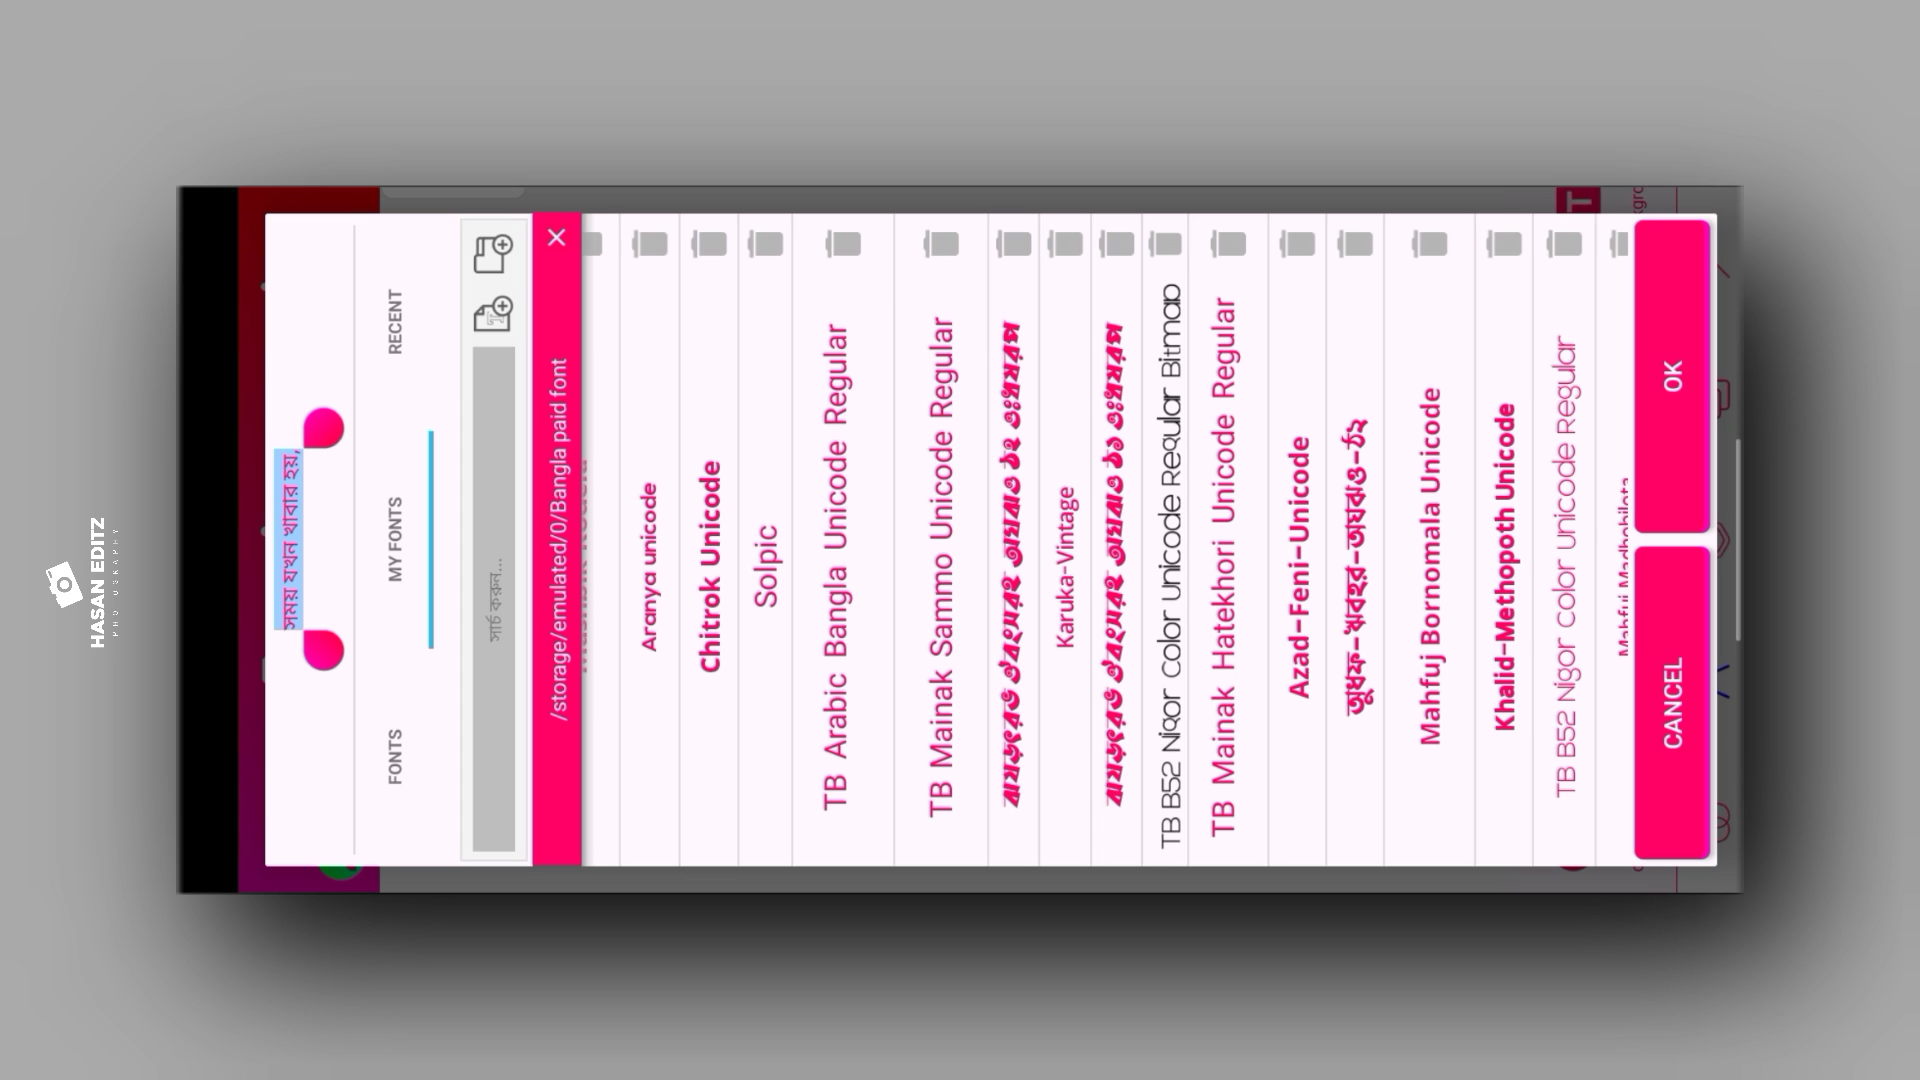 সময় যখন খাবার হয়,
FONTS
MY FONTS
RECENT
সার্চ করুন...
/storage/emulated/0/Bangla paid font
Aranya unicode
Chitrok Unicode
Solpic
TB Arabic Bangla Unicode Regular
TB Mainak Sammo Unicode Regular
Karuka-Vintage
TB B52 Nigor Color Unicode Regular Bitmap
TB Mainak Hatekhori Unicode Regular
Azad-Feni-Unicode
Mahfuj Bornomala Unicode
Khalid-Methopoth Unicode
TB B52 Nigor Color Unicode Regular
CANCEL
OK
HASAN EDITZ
PHOTOGRAPHY